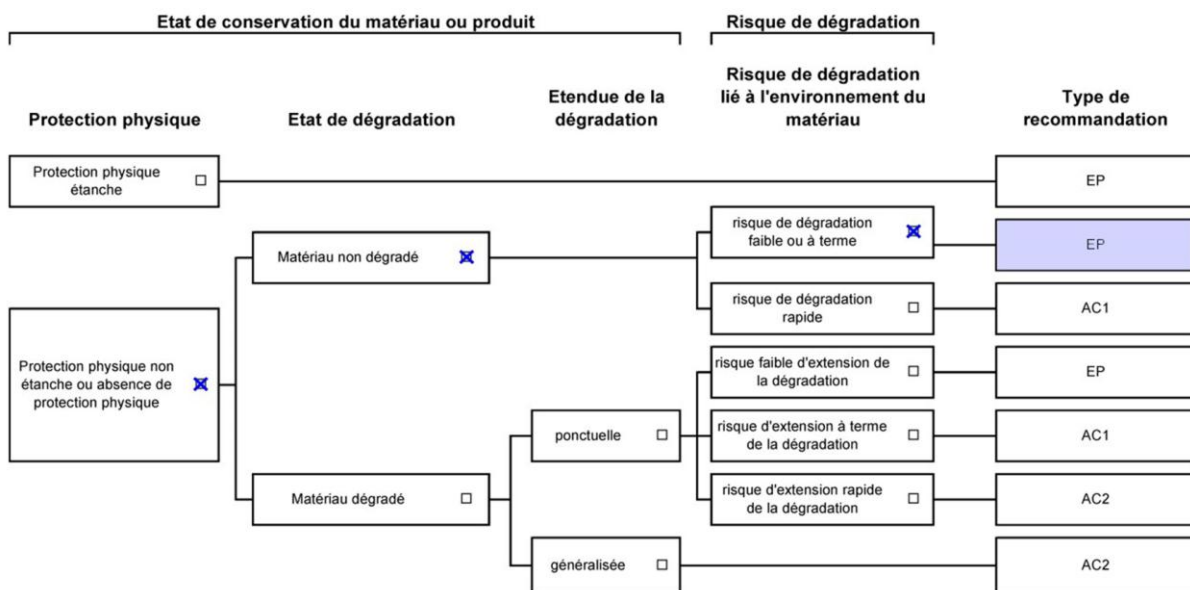 Etat de conservation du matériau ou produit
Risque de dégradation
Protection physique
Etat de dégradation
Etendue de la
dégradation
Risque de dégradation
lié à l'environnement du
matériau
Type de
recommandation
Protection physique
étanche
EP
risque de dégradation
faible ou à terme
EP
Matériau non dégradé
risque de dégradation
rapide
AC1
Protection physique non
étanche ou absence de
protection physique
risque faible d'extension de
la dégradation
EP
ponctuelle
risque d'extension à terme
de la dégradation
AC1
Matériau dégradé
risque d'extension rapide
de la dégradation
AC2
généralisée
AC2